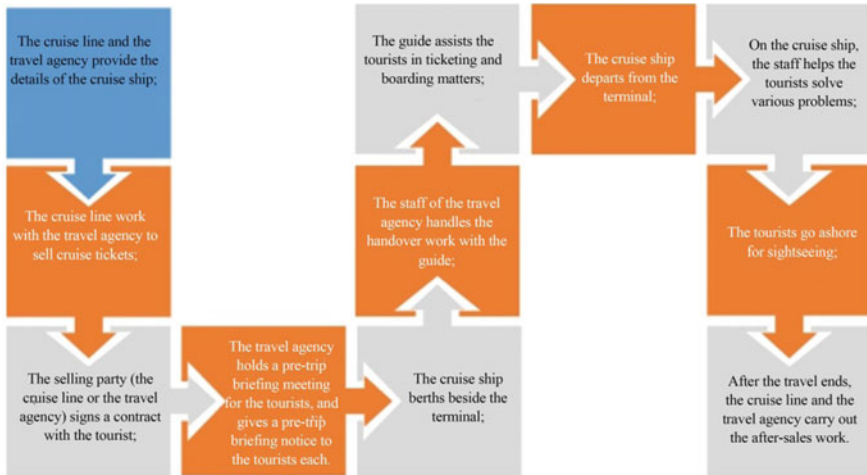 The cruise line and the
travel agency provide the
details of the cruise ship;
The cruise line work
with the travel agency to
sell cruise tickets;
The selling party (the
cruise line or the travel
agency) signs a contract
with the tourist;
The travel agency
holds a pre-trip
briefing meeting
for the tourists, and
gives a pre-trip
briefing notice to
the tourists each.
The cruise ship
berths beside the
terminal;
The staff of the travel
agency handles the
handover work with the
guide;
The guide assists the
tourists in ticketing and
boarding matters;
The cruise ship
departs from the
terminal;
On the cruise ship,
the staff helps the
tourists solve
various problems;
The tourists go ashore
for sightseeing;
After the travel ends,
the cruise line and the
travel agency carry out
the after-sales work.